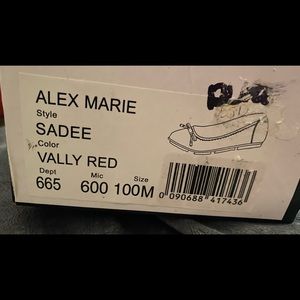 ALEX MARIE
Style
SADEE
Color
VALLY RED
Dept Mic Size
665 600 100M
0 090688 417436